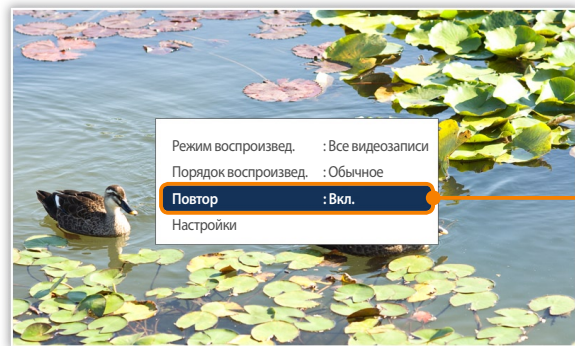 Режим воспроизвед. : Все видеозаписи
Порядок воспроизвед. : Обычное
Повтор : Вкл.
Настройки